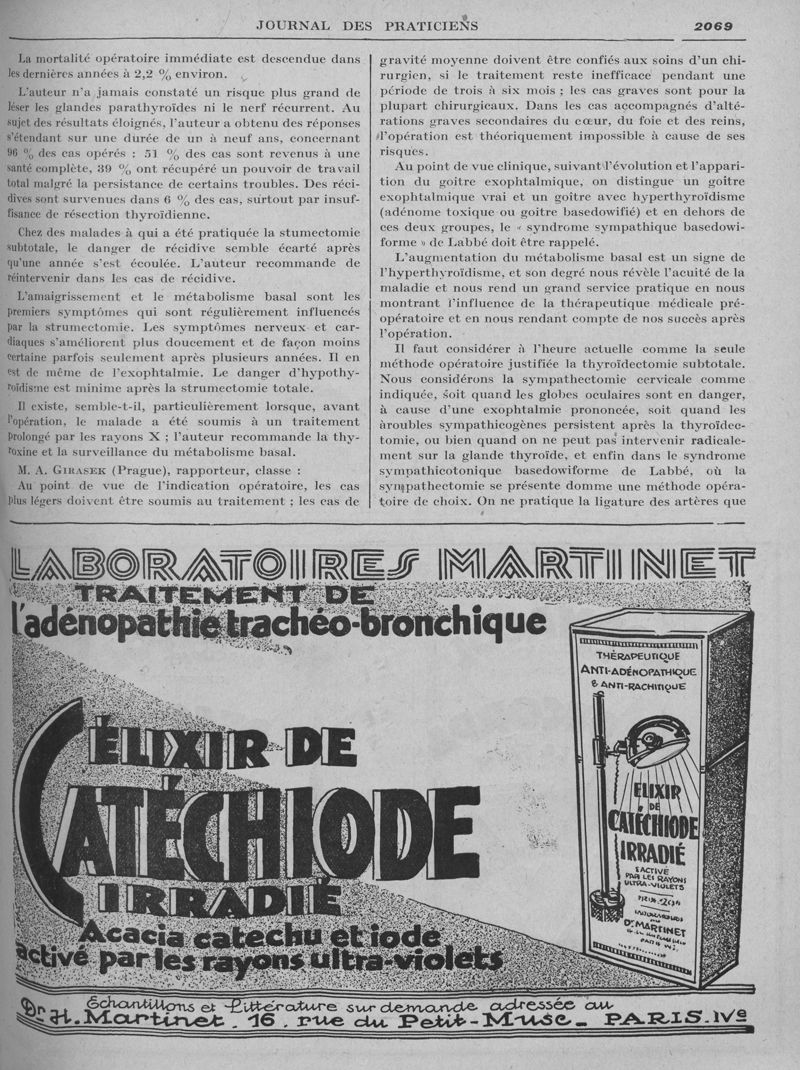 JOURNAL DES PRATICIENS
2069
La mortalité opératoire immédiate est descendue dans
les dernières années à 2,2 % environ.
L'auteur n'a jamais constaté un risque plus grand de
léser les glandes parathyroïdes ni le nerf récurrent. Au
sujet des résultats éloignés, l'auteur a obtenu des réponses
s'étendant sur une durée de un à neuf ans, concernant
96 % des cas opérés : 51 % des cas sont revenus à une
santé complète, 39 % ont récupéré un pouvoir de travail
total malgré la persistance de certains troubles. Des réci-
dives sont survenues dans 6 % des cas, surtout par insuf-
fisance de résection thyroïdienne.
Chez des malades à qui a été pratiquée la stumectomie
subtotale, le danger de récidive semble écarté après
qu'une année s'est écoulée. L'auteur recommande de
réintervenir dans les cas de récidive.
L'amaigrissement et le métabolisme basal sont les
premiers symptômes qui sont régulièrement influencés
par la strumectomie. Les symptômes nerveux et car-
diaques s'améliorent plus doucement et de façon moins
certaine parfois seulement après plusieurs années. Il en
est de même de l'exophtalmie. Le danger d'hypothy-
roïdisme est minime après la strumectomie totale.
Il existe, semble-t-il, particulièrement lorsque, avant
l'opération, le malade a été soumis à un traitement
prolongé par les rayons X ; l'auteur recommande la thy-
roxine et la surveillance du métabolisme basal.
M. A. GIRASEK (Prague), rapporteur, classe :
Au point de vue de l'indication opératoire, les cas
plus légers doivent être soumis au traitement ; les cas de
gravité moyenne doivent être confiés aux soins d'un chi-
rurgien, si le traitement reste inefficace pendant une
période de trois à six mois ; les cas graves sont pour la
plupart chirurgicaux. Dans les cas accompagnés d'alté-
rations graves secondaires du cœur, du foie et des reins,
l'opération est théoriquement impossible à cause de ses
risques.
Au point de vue clinique, suivant l'évolution et l'appari-
tion du goitre exophtalmique, on distingue un goitre
exophtalmique vrai et un goître avec hyperthyroïdisme
(adénome toxique ou goitre basedowifié) et en dehors de
ces deux groupes, le « syndrome sympathique basedowi-
forme » de Labbé doit être rappelé.
L'augmentation du métabolisme basal est un signe de
l'hyperthyroïdisme, et son degré nous révèle l'acuité de la
maladie et nous rend un grand service pratique en nous
montrant l'influence de la thérapeutique médicale pré-
opératoire et en nous rendant compte de nos succès après
l'opération.
Il faut considérer à l'heure actuelle comme la seule
méthode opératoire justifiée la thyroïdectomie subtotale.
Nous considérons la sympathectomie cervicale comme
indiquée, soit quand les globes oculaires sont en danger,
à cause d'une exophtalmie prononcée, soit quand les
aroubles sympathicogènes persistent après la thyroïdec-
tomie, ou bien quand on ne peut pas intervenir radicale-
ment sur la glande thyroïde, et enfin dans le syndrome
sympathicotonique basedowiforme de Labbé, où la
sympathectomie se présente domme une méthode opéra-
toire de choix. On ne pratique la ligature des artères que
LABORATOIRES MARTINET
TRAITEMENT DE
l'adénopathie trachéo-bronchique
ÉLIXIR DE
CATÉCHIODE
IRRADIÉ
Acacia catechu et iode
activé par les rayons ultra-violets
THÉRAPEUTIQUE
ANTI-ADÉNOPATHIQUE
& ANTI-RACHITIQUE
ELIXIR
DE
CATÉCHIODE
IRRADIÉ
ACTIVÉ
PAR LES RAYONS
ULTRA-VIOLETS
Dr MARTINET
Échantillons et Littérature sur demande adressée au
Dr H. Martinet. 16, rue du Petit-Musc_ PARIS.IVe